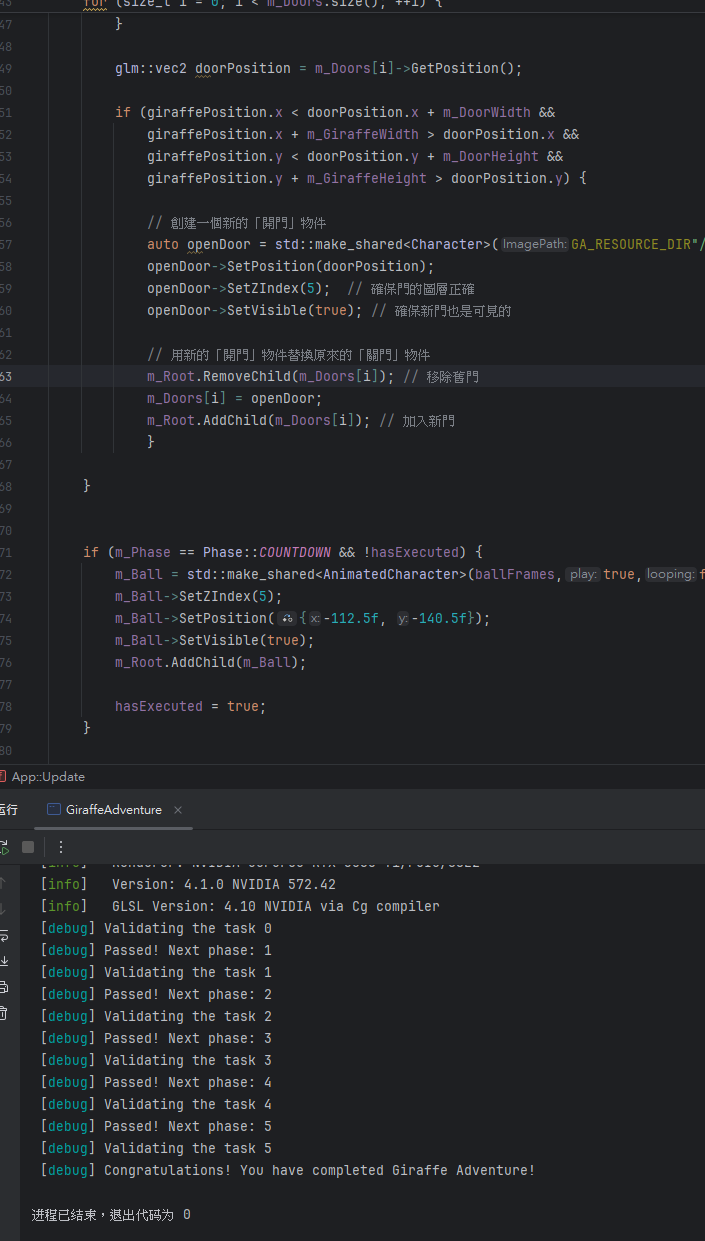 for (size_t i = 0; i < m_Doors.size(); ++i) {
47 }
48
49 glm::vec2 doorPosition = m_Doors[i]->GetPosition();
50
51 if (giraffePosition.x < doorPosition.x + m_DoorWidth &&
52 giraffePosition.x + m_GiraffeWidth > doorPosition.x &&
53 giraffePosition.y < doorPosition.y + m_DoorHeight &&
54 giraffePosition.y + m_GiraffeHeight > doorPosition.y) {
55
56 // 創建一個新的「開門」物件
57 auto openDoor = std::make_shared<Character>( ImagePath: GA_RESOURCE_DIR"/
58 openDoor->SetPosition(doorPosition);
59 openDoor->SetZIndex(5); // 確保門的圖層正確
60 openDoor->SetVisible(true); // 確保新門也是可見的
61
62 // 用新的「開門」物件替換原來的「關門」物件
63 m_Root.RemoveChild(m_Doors[i]); // 移除舊門
64 m_Doors[i] = openDoor;
65 m_Root.AddChild(m_Doors[i]); // 加入新門
66 }
67
68 }
69
70
71 if (m_Phase == Phase::COUNTDOWN && !hasExecuted) {
72 m_Ball = std::make_shared<AnimatedCharacter>(ballFrames, play: true, looping: f
73 m_Ball->SetZIndex(5);
74 m_Ball->SetPosition( {x: -112.5f, y: -140.5f});
75 m_Ball->SetVisible(true);
76 m_Root.AddChild(m_Ball);
77
78 hasExecuted = true;
79 }
80
App::Update
运行 GiraffeAdventure ×
[info] Version: 4.1.0 NVIDIA 572.42
[info] GLSL Version: 4.10 NVIDIA via Cg compiler
[debug] Validating the task 0
[debug] Passed! Next phase: 1
[debug] Validating the task 1
[debug] Passed! Next phase: 2
[debug] Validating the task 2
[debug] Passed! Next phase: 3
[debug] Validating the task 3
[debug] Passed! Next phase: 4
[debug] Validating the task 4
[debug] Passed! Next phase: 5
[debug] Validating the task 5
[debug] Congratulations! You have completed Giraffe Adventure!
进程已结束，退出代码为 0